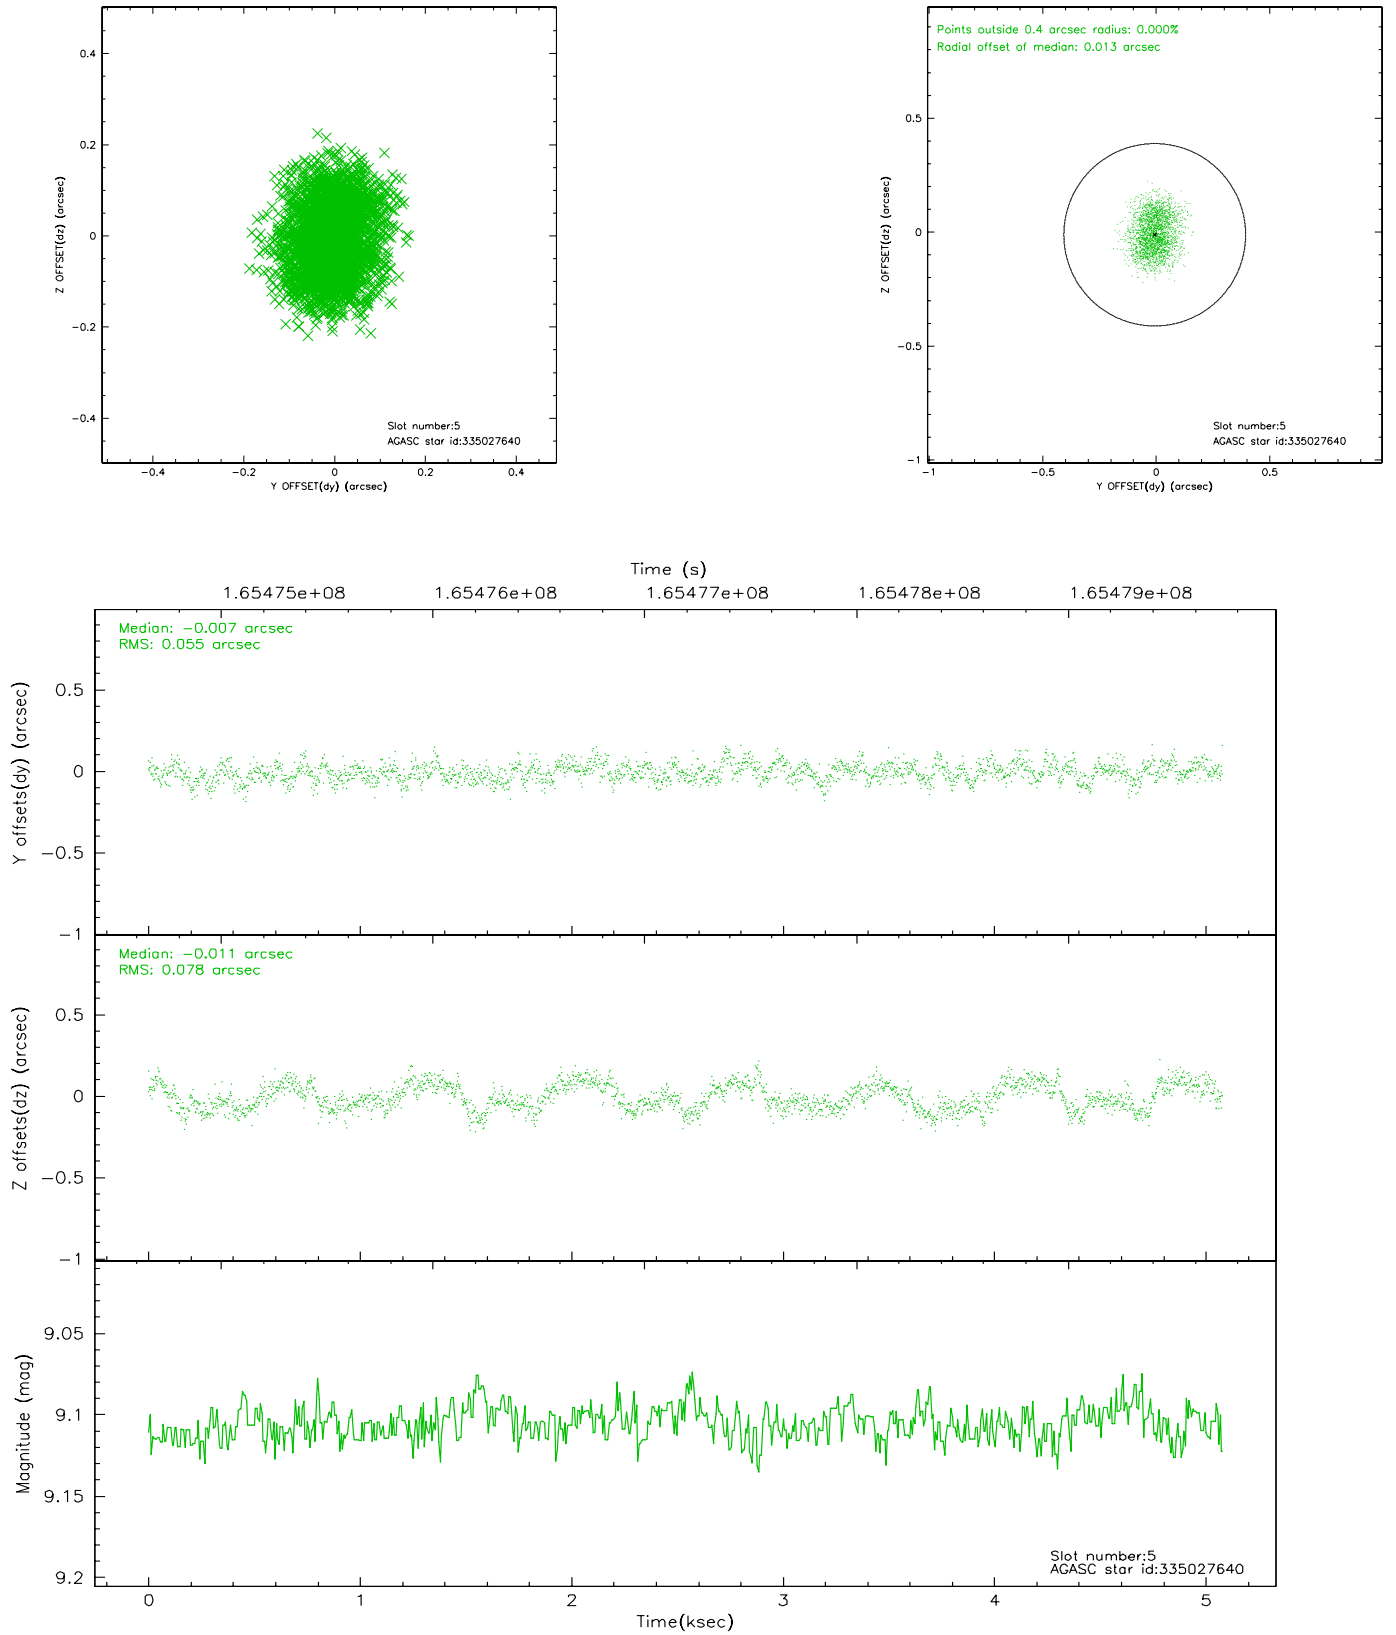 0.4
0.2
0
-0.2
-0.4
Z OFFSET(dz) (arcsec)
Slot number:5
AGASC star id:335027640
-0.4 -0.2 0 0.2 0.4
Y OFFSET(dy) (arcsec)
Points outside 0.4 arcsec radius: 0.000%
Radial offset of median: 0.013 arcsec
0.5
0
-0.5
-1
Z OFFSET(dz) (arcsec)
Slot number:5
AGASC star id:335027640
-1 -0.5 0 0.5
Y OFFSET(dy) (arcsec)
Time (s)
1.65475e+08 1.65476e+08 1.65477e+08 1.65478e+08 1.65479e+08
Median: -0.007 arcsec
RMS: 0.055 arcsec
0.5
0
-0.5
-1
Y offsets(dy) (arcsec)
Median: -0.011 arcsec
RMS: 0.078 arcsec
0.5
0
-0.5
-1
Z offsets(dz) (arcsec)
9.05
9.1
9.15
9.2
Magnitude (mag)
Slot number:5
AGASC star id:335027640
0 1 2 3 4 5
Time(ksec)